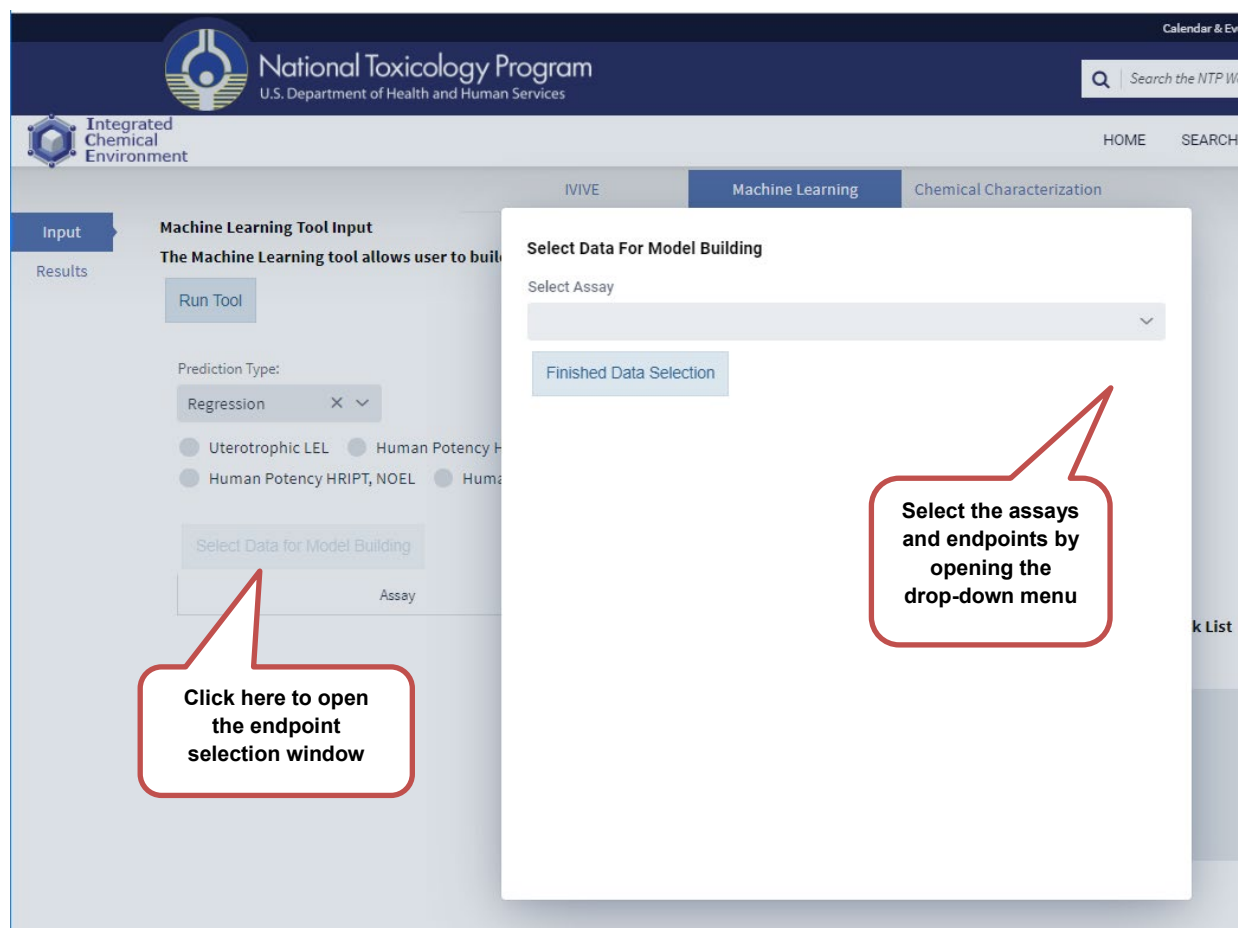 Calendar & Ev
National Toxicology Program
U.S. Department of Health and Human Services
Search the NTP W
Integrated
Chemical
Environment
HOME SEARCH
IVIVE Machine Learning Chemical Characterization
Input
Results
Machine Learning Tool Input
The Machine Learning tool allows user to buil
Run Tool
Prediction Type:
Regression
Uterotrophic LEL Human Potency H
Human Potency HRIPT, NOEL Huma
Select Data for Model Building
Assay
Click here to open
the endpoint
selection window
Select Data For Model Building
Select Assay
Finished Data Selection
Select the assays
and endpoints by
opening the
drop-down menu
k List